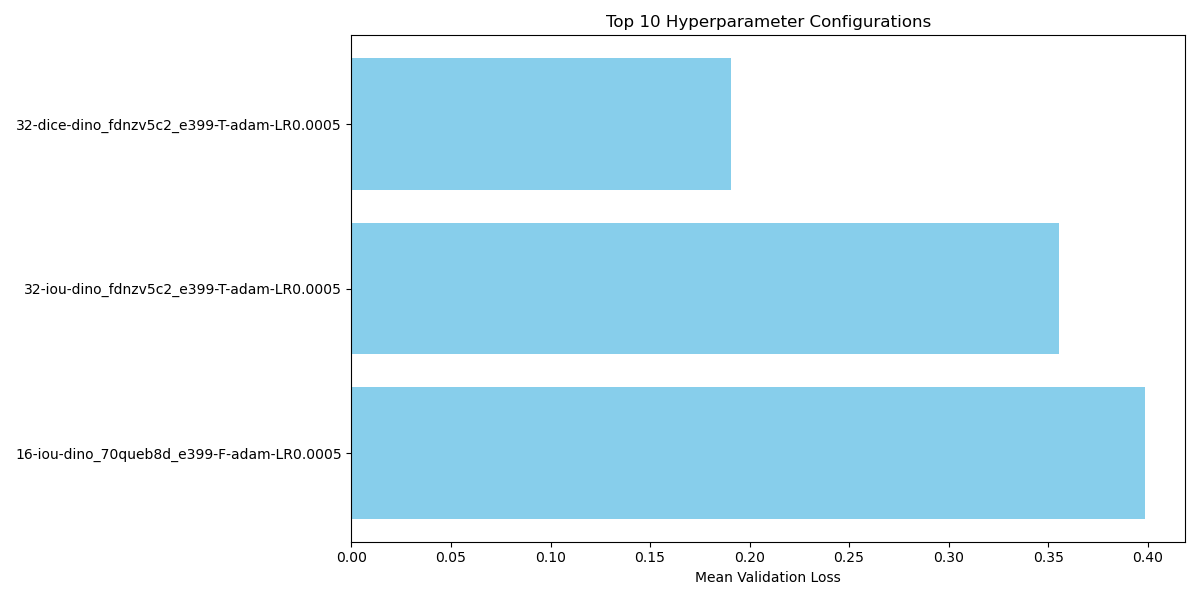 Top 10 Hyperparameter Configurations
32-dice-dino_fdnzv5c2_e399-T-adam-LR0.0005
32-iou-dino_fdnzv5c2_e399-T-adam-LR0.0005
16-iou-dino_70queb8d_e399-F-adam-LR0.0005
0.00 0.05 0.10 0.15 0.20 0.25 0.30 0.35 0.40
Mean Validation Loss